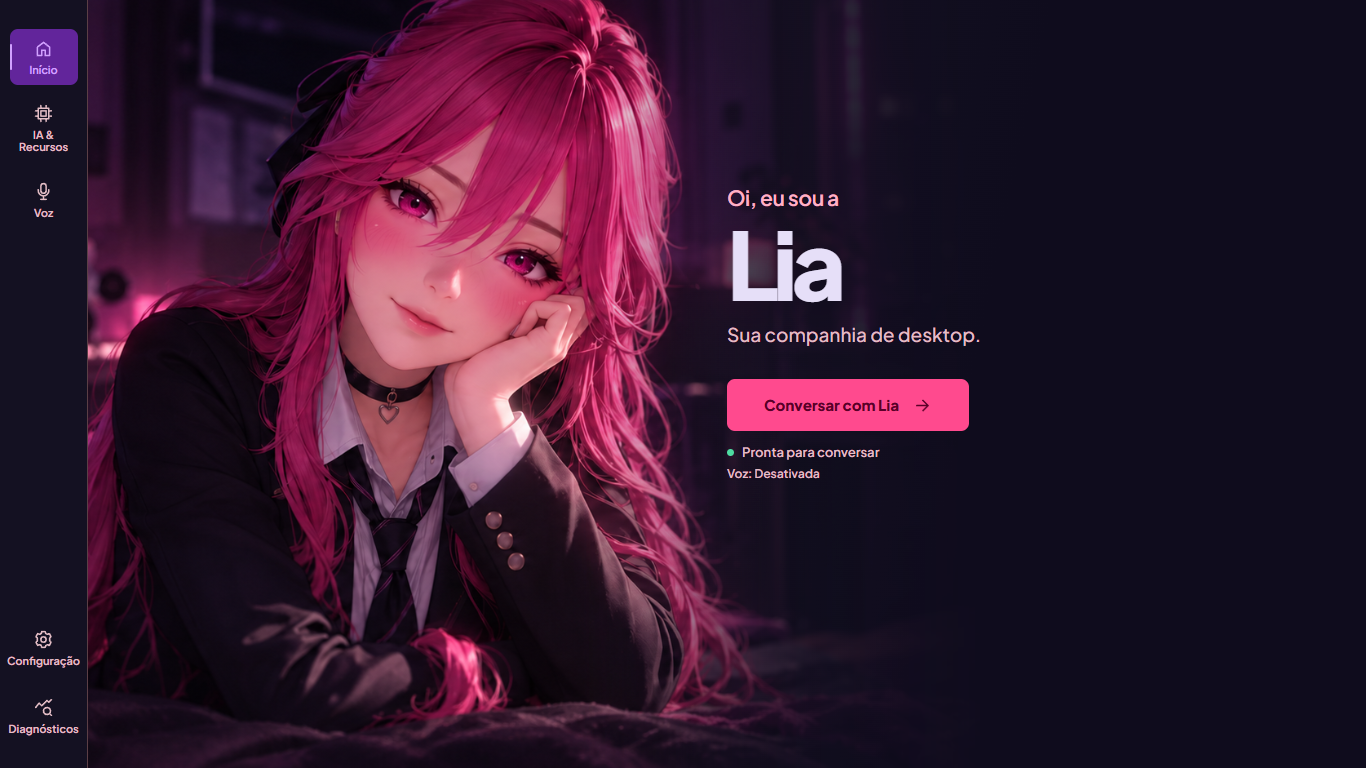 Início
IA &
Recursos
Voz
Configuração
Diagnósticos
Oi, eu sou a
Lia
Sua companhia de desktop.
Conversar com Lia
Pronta para conversar
Voz: Desativada